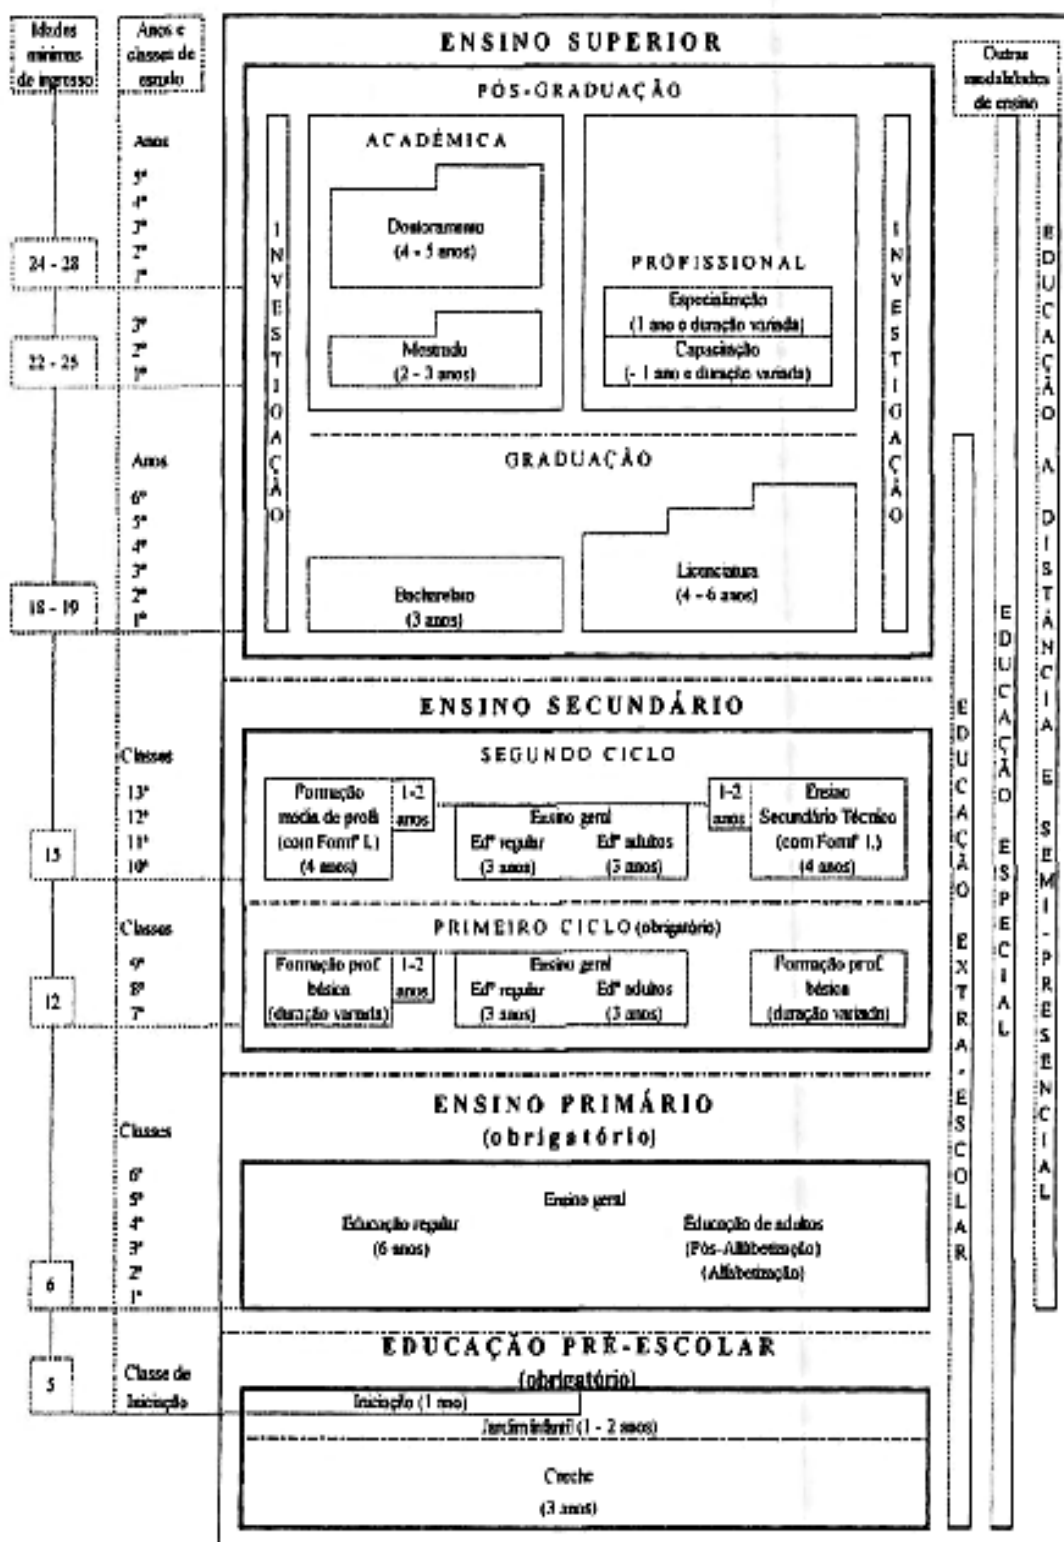 Idades
mínimas
de ingresso
Anos e
classes de
estudo
ENSINO SUPERIOR
Outras
modalidades
de ensino
PÓS-GRADUAÇÃO
Anos
5º
4º
3º
2º
1º
24 - 28
3º
2º
1º
22 - 25
INVESTIGAÇÃO
ACADÉMICA
Doutoramento
(4 - 5 anos)
Mestrado
(2 - 3 anos)
PROFISSIONAL
Especialização
(1 ano e duração variada)
Capacitação
(- 1 ano e duração variada)
INVESTIGAÇÃO
GRADUAÇÃO
Anos
6º
5º
4º
3º
2º
1º
18 - 19
Bacharelato
(3 anos)
Licenciatura
(4 - 6 anos)
ENSINO SECUNDÁRIO
SEGUNDO CICLO
Classes
13ª
12ª
11ª
10ª
15
Formação
média de profª
(com Formª I.)
(4 anos)
1-2
anos
Ensino geral
Edª regular
(3 anos)
Edª adultos
(3 anos)
1-2
anos
Ensino
Secundário Técnico
(com Formª I.)
(4 anos)
PRIMEIRO CICLO (obrigatório)
Classes
9ª
8ª
7ª
12
Formação prof.
básica
(duração variada)
1-2
anos
Ensino geral
Edª regular
(3 anos)
Edª adultos
(3 anos)
Formação prof.
básica
(duração variada)
ENSINO PRIMÁRIO
(obrigatório)
Classes
6ª
5ª
4ª
3ª
2ª
1ª
6
Ensino geral
Educação regular
(6 anos)
Educação de adultos
(Pós-Alfabetização)
(Alfabetização)
EDUCAÇÃO PRÉ-ESCOLAR
(obrigatório)
5
Classe de
Iniciação
Iniciação (1 ano)
Jardim infantil (1 - 2 anos)
Creche
(3 anos)
EDUCAÇÃO EXTRA-ESCOLAR
EDUCAÇÃO ESPECIAL
EDUCAÇÃO A DISTÂNCIA E SEMI-PRESENCIAL